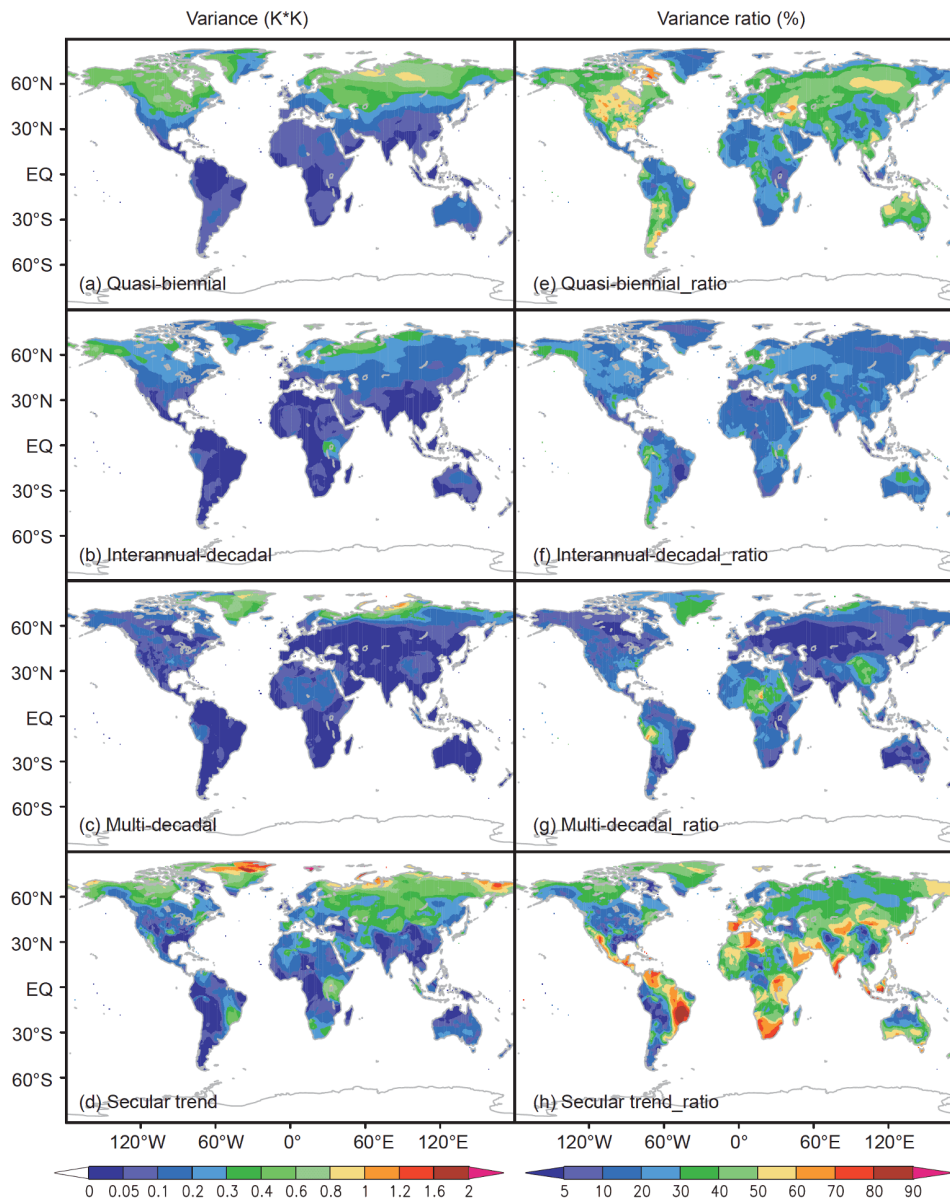 Variance (K*K)
Variance ratio (%)
60°N
30°N
EQ
30°S
60°S
(a) Quasi-biennial
(e) Quasi-biennial_ratio
60°N
30°N
EQ
30°S
60°S
(b) Interannual-decadal
(f) Interannual-decadal_ratio
60°N
30°N
EQ
30°S
60°S
(c) Multi-decadal
(g) Multi-decadal_ratio
60°N
30°N
EQ
30°S
60°S
(d) Secular trend
(h) Secular trend_ratio
120°W 60°W 0° 60°E 120°E 120°W 60°W 0° 60°E 120°E
0 0.05 0.1 0.2 0.3 0.4 0.6 0.8 1 1.2 1.6 2
5 10 20 30 40 50 60 70 80 90